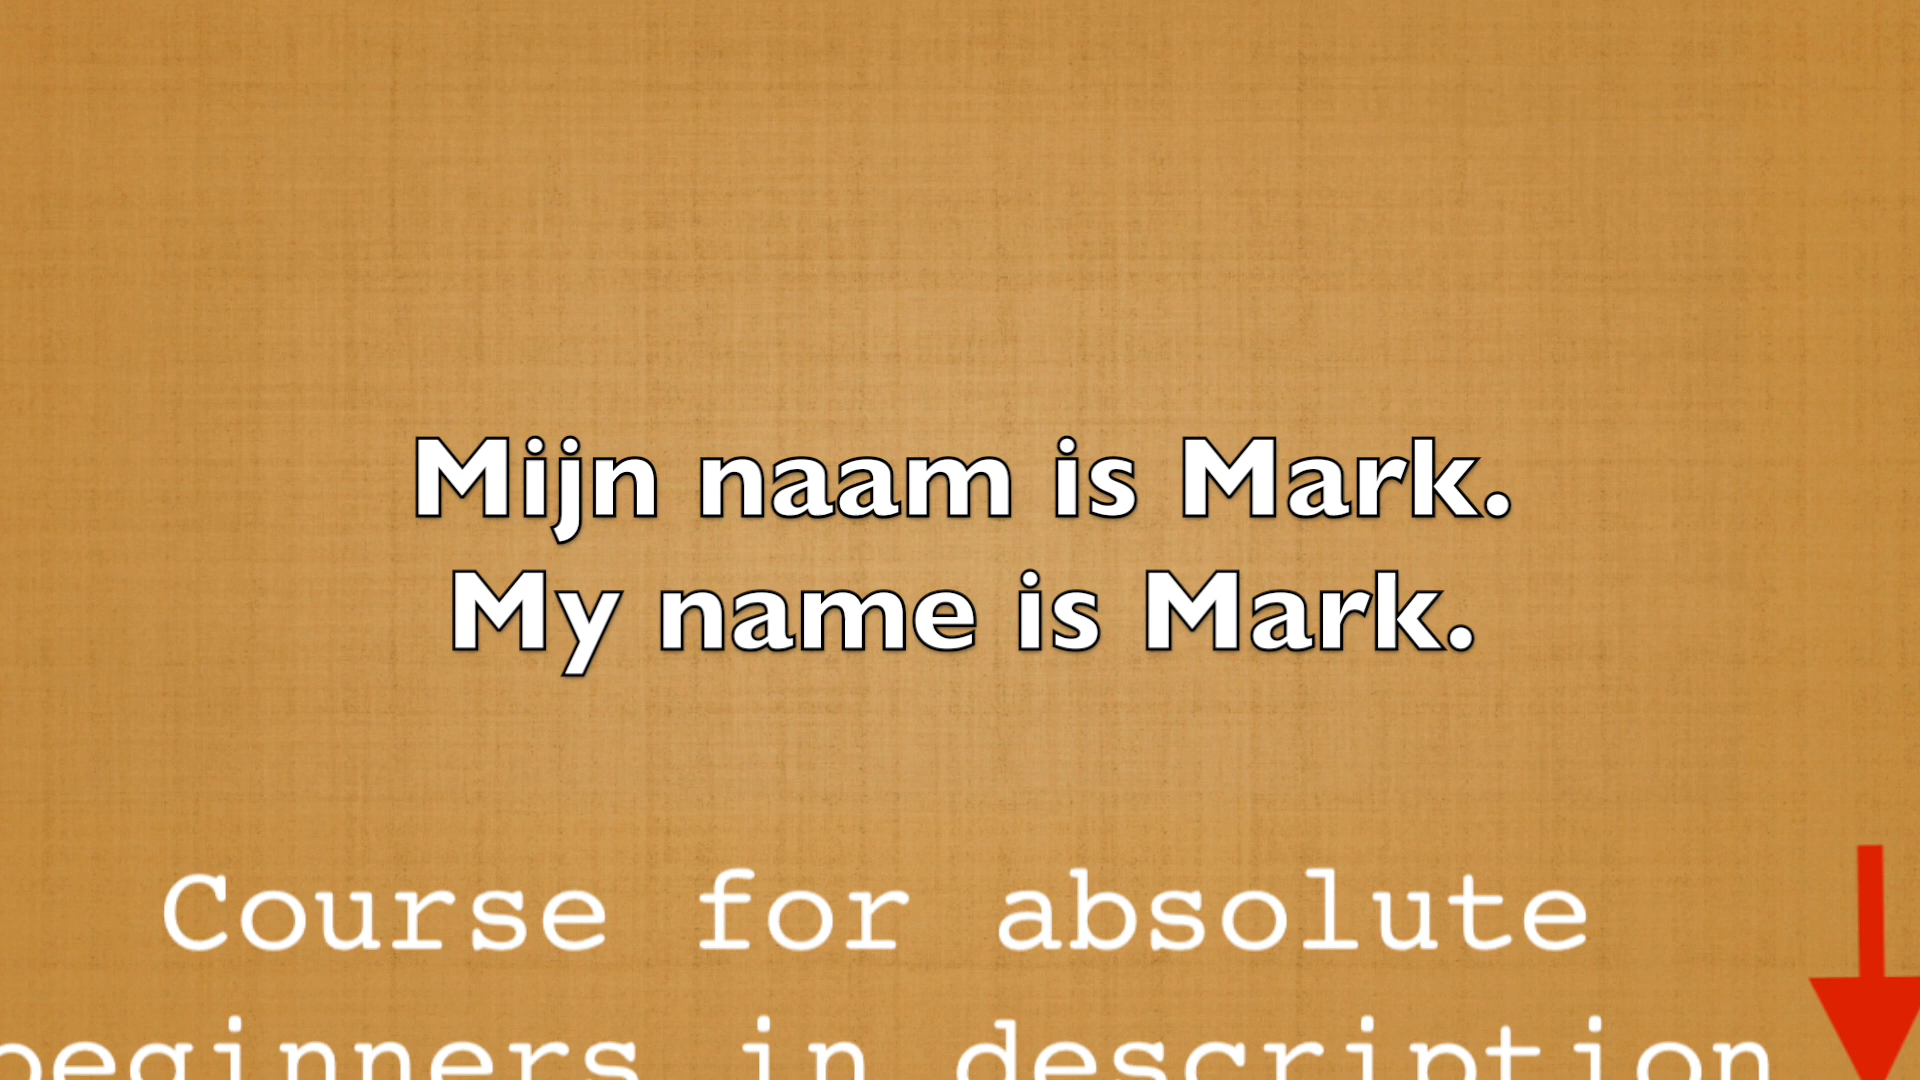 Mijn naam is Mark.
My name is Mark.
Course for absolute
beginners in description